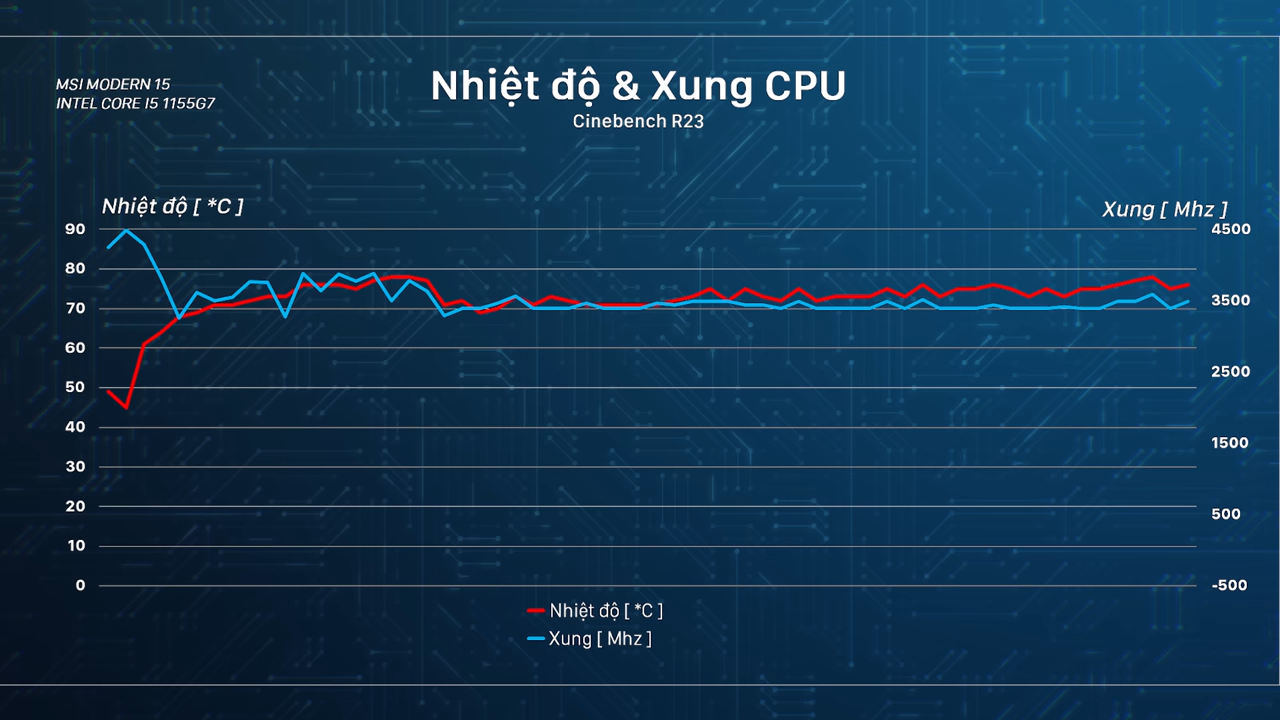 MSI MODERN 15
INTEL CORE I5 1155G7
Nhiệt độ & Xung CPU
Cinebench R23
Nhiệt độ [ *C ]
Xung [ Mhz ]
90
80
70
60
50
40
30
20
10
0
4500
3500
2500
1500
500
-500
Nhiệt độ [ *C ]
Xung [ Mhz ]